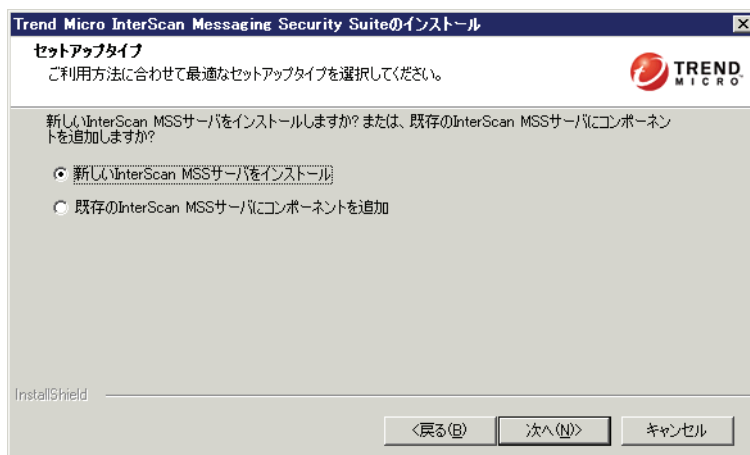 Trend Micro InterScan Messaging Security Suiteのインストール
セットアップタイプ
ご利用方法に合わせて最適なセットアップタイプを選択してください。
TREND
MICRO
新しいInterScan MSSサーバをインストールしますか? または、既存のInterScan MSSサーバにコンポーネン
トを追加しますか?
新しいInterScan MSSサーバをインストール
既存のInterScan MSSサーバにコンポーネントを追加
InstallShield
<戻る(B)
次へ(N)>
キャンセル